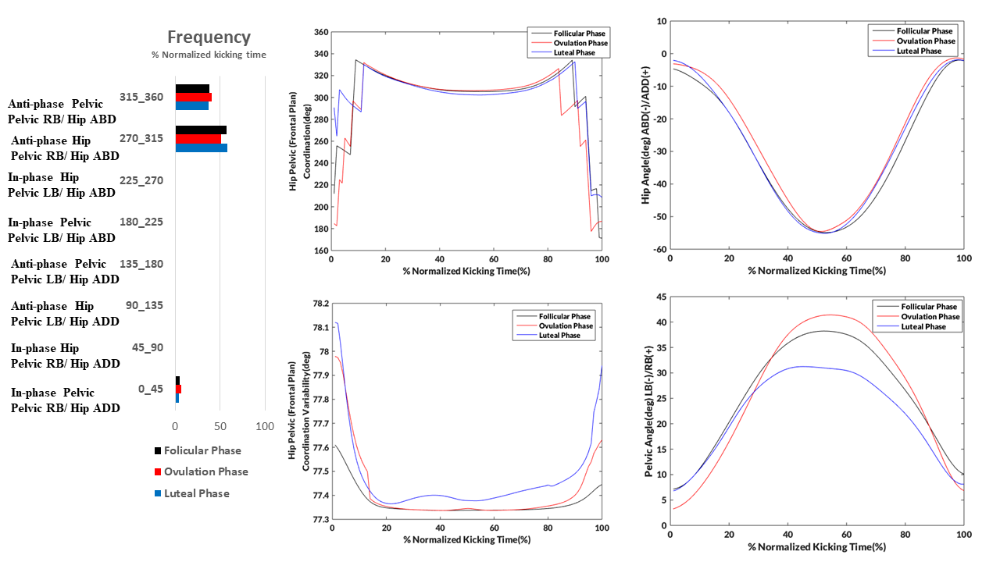 Frequency
% Normalized kicking time
Anti-phase Pelvic
Pelvic RB/ Hip ABD
315_360
Anti-phase Hip
Pelvic RB/ Hip ABD
270_315
In-phase Hip
Pelvic LB/ Hip ABD
225_270
In-phase Pelvic
Pelvic LB/ Hip ABD
180_225
Anti-phase Pelvic
Pelvic LB/ Hip ADD
135_180
Anti-phase Hip
Pelvic LB/ Hip ADD
90_135
In-phase Hip
Pelvic RB/ Hip ADD
45_90
In-phase Pelvic
Pelvic RB/ Hip ADD
0_45
0 50 100
Folicular Phase
Ovulation Phase
Luteal Phase
Hip Pelvic (Frontal Plan)
Coordination(deg)
360
340
320
300
280
260
240
220
200
180
160
0 20 40 60 80 100
% Normalized Kicking Time(%)
Follicular Phase
Ovulation Phase
Luteal Phase
Hip Angle(deg) ABD(-)/ADD(+)
10
0
-10
-20
-30
-40
-50
-60
0 20 40 60 80 100
% Normalized Kicking Time(%)
Follicular Phase
Ovulation Phase
Luteal Phase
Hip Pelvic (Frontal Plan)
Coordination Variability(deg)
78.2
78.1
78
77.9
77.8
77.7
77.6
77.5
77.4
77.3
0 20 40 60 80 100
% Normalized Kicking Time(%)
Follicular Phase
Ovulation Phase
Luteal Phase
Pelvic Angle(deg) LB(-)/RB(+)
45
40
35
30
25
20
15
10
5
0
0 20 40 60 80 100
% Normalized Kicking Time(%)
Follicular Phase
Ovulation Phase
Luteal Phase